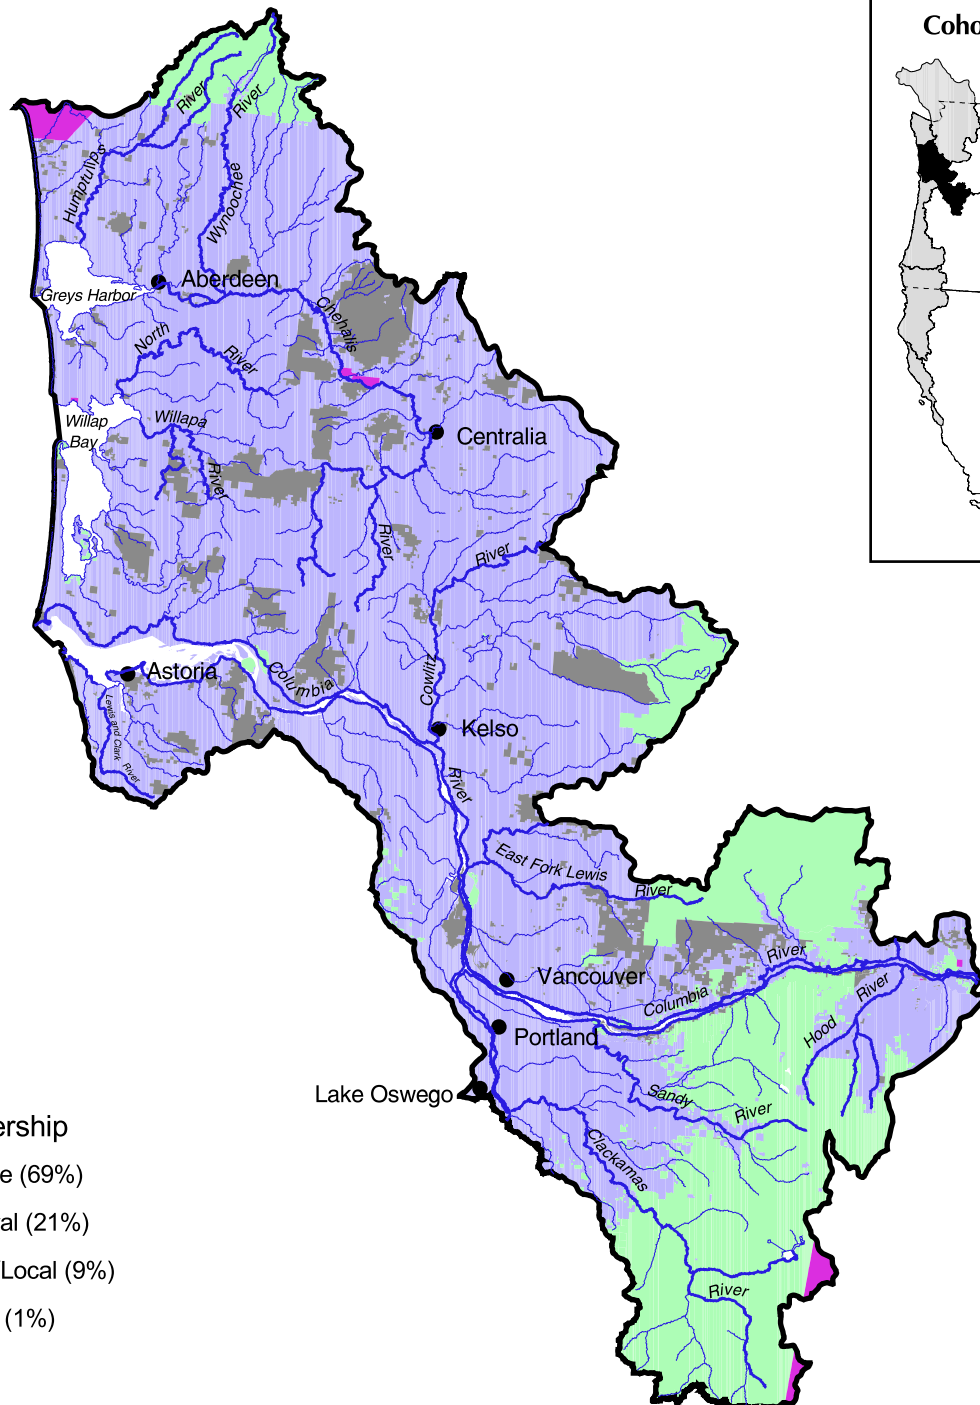 Coho
River
River
Humptulips
Wynoochee
Aberdeen
Greys Harbor
Chehalis
North
River
Willap
Bay
Willapa
River
Centralia
River
River
Astoria
Columbia
Cowlitz
Lewis and Clark
River
Kelso
River
East Fork Lewis
River
Vancouver
River
Columbia
River
Hood
Portland
Lake Oswego
Sandy
River
Clackamas
River
ership
e (69%)
al (21%)
/Local (9%)
(1%)